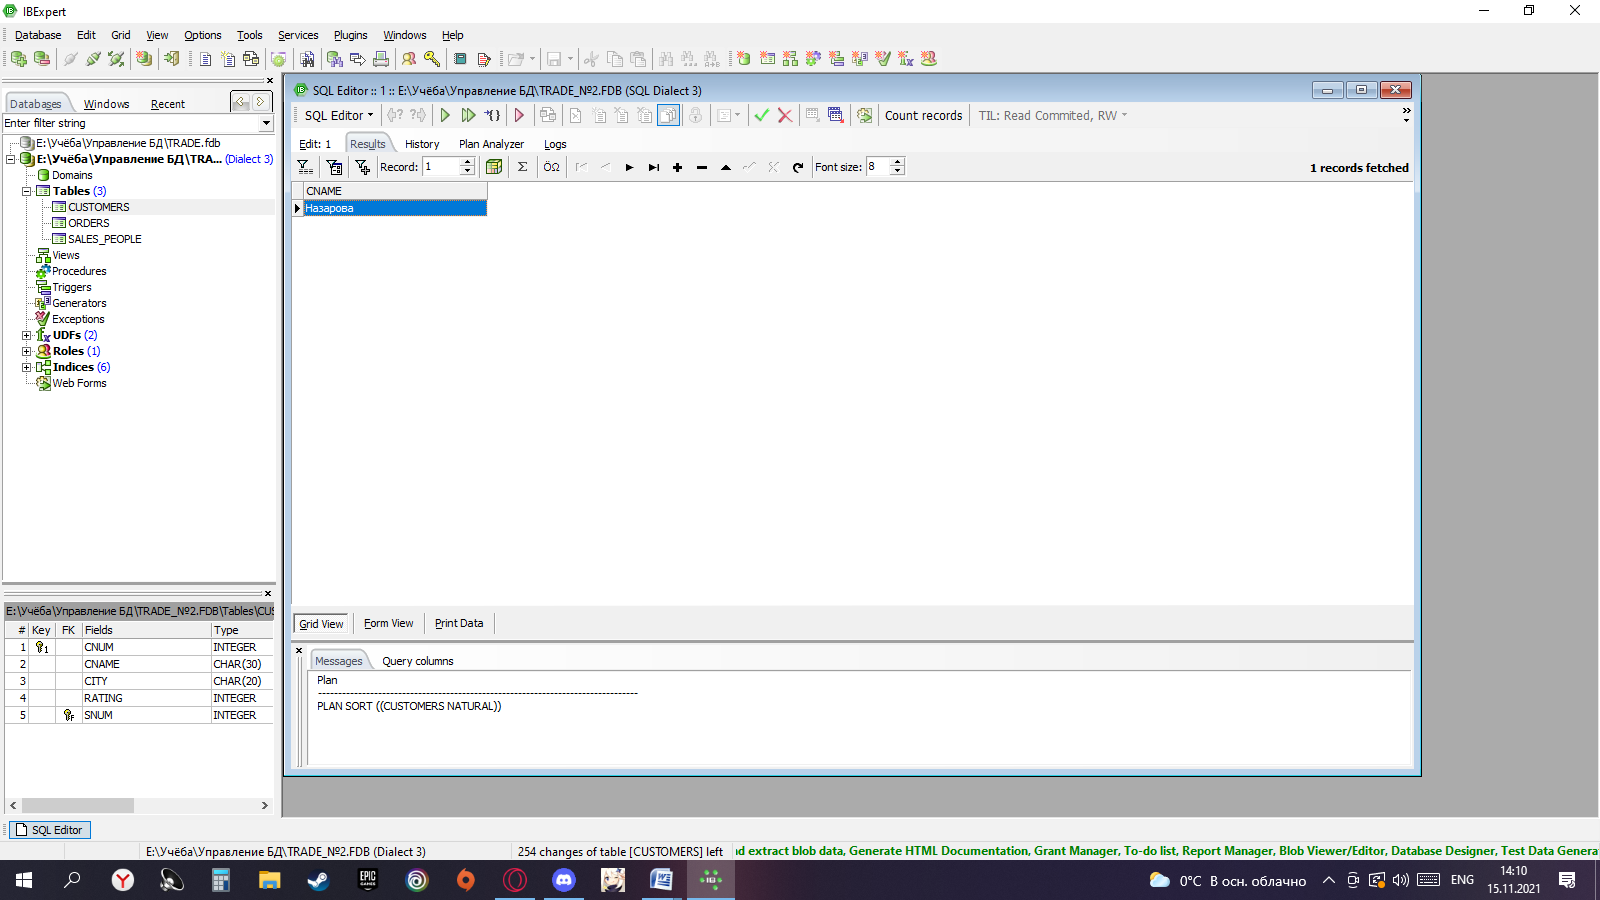 IBExpert
Database Edit Grid View Options Tools Services Plugins Windows Help
Databases Windows Recent
Enter filter string
E:\Учёба\Управление БД\TRADE.fdb
E:\Учёба\Управление БД\TRA... (Dialect 3)
Domains
Tables (3)
CUSTOMERS
ORDERS
SALES_PEOPLE
Views
Procedures
Triggers
Generators
Exceptions
UDFs (2)
Roles (1)
Indices (6)
Web Forms
E:\Учёба\Управление БД\TRADE_№2.FDB\Tables\CUS
# Key FK Fields Type
1 CNUM INTEGER
2 CNAME CHAR(30)
3 CITY CHAR(20)
4 RATING INTEGER
5 SNUM INTEGER
SQL Editor :: 1 :: E:\Учёба\Управление БД\TRADE_№2.FDB (SQL Dialect 3)
SQL Editor Count records TIL: Read Commited, RW
Edit: 1 Results History Plan Analyzer Logs
Record: 1 Σ ÖΩ Font size: 8 1 records fetched
CNAME
Назарова
Grid View Form View Print Data
Messages Query columns
Plan
--------------------------------------------------------------------------------
PLAN SORT ((CUSTOMERS NATURAL))
SQL Editor
E:\Учёба\Управление БД\TRADE_№2.FDB (Dialect 3) 254 changes of table [CUSTOMERS] left nd extract blob data, Generate HTML Documentation, Grant Manager, To-do list, Report Manager, Blob Viewer/Editor, Database Designer, Test Data Genera
EPIC GAMES
0°C В осн. облачно ENG 14:10
15.11.2021